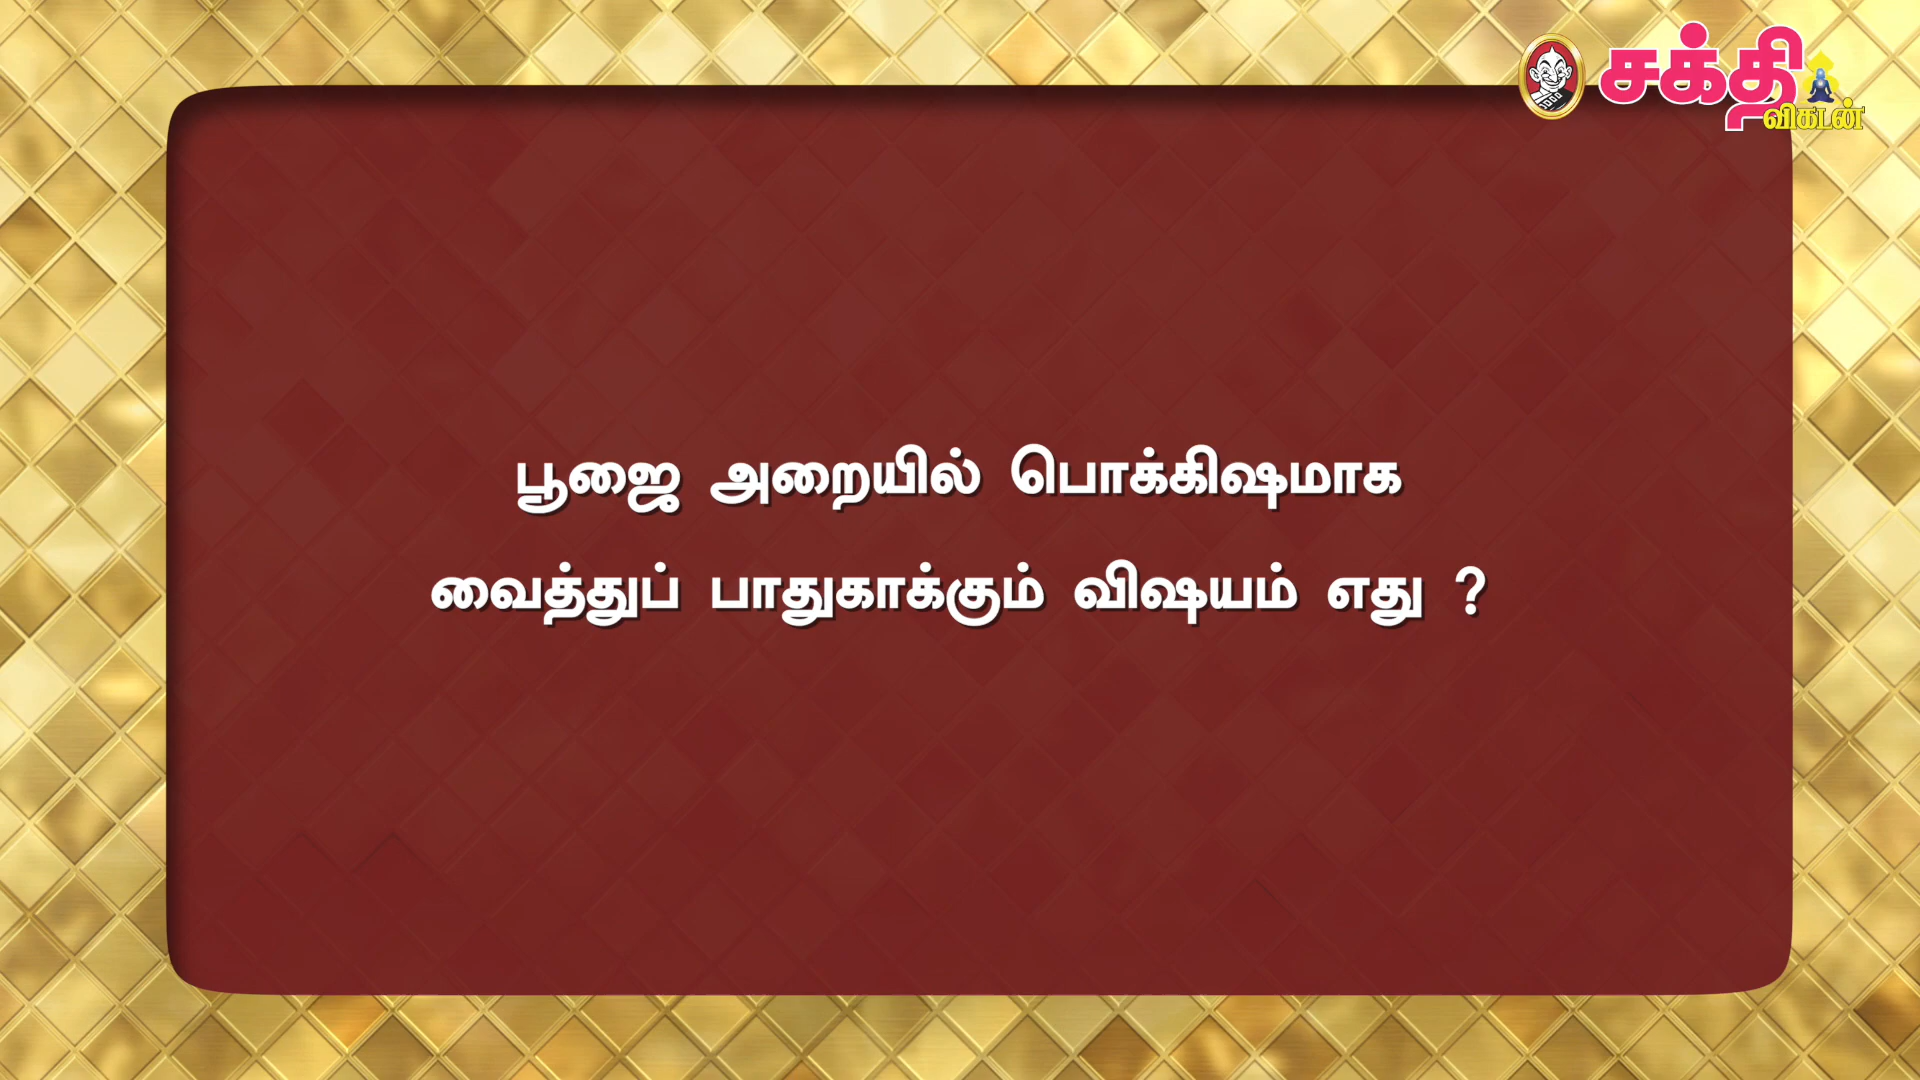 சக்தி
விகடன்
பூஜை அறையில் பொக்கிஷமாக
வைத்துப் பாதுகாக்கும் விஷயம் எது ?